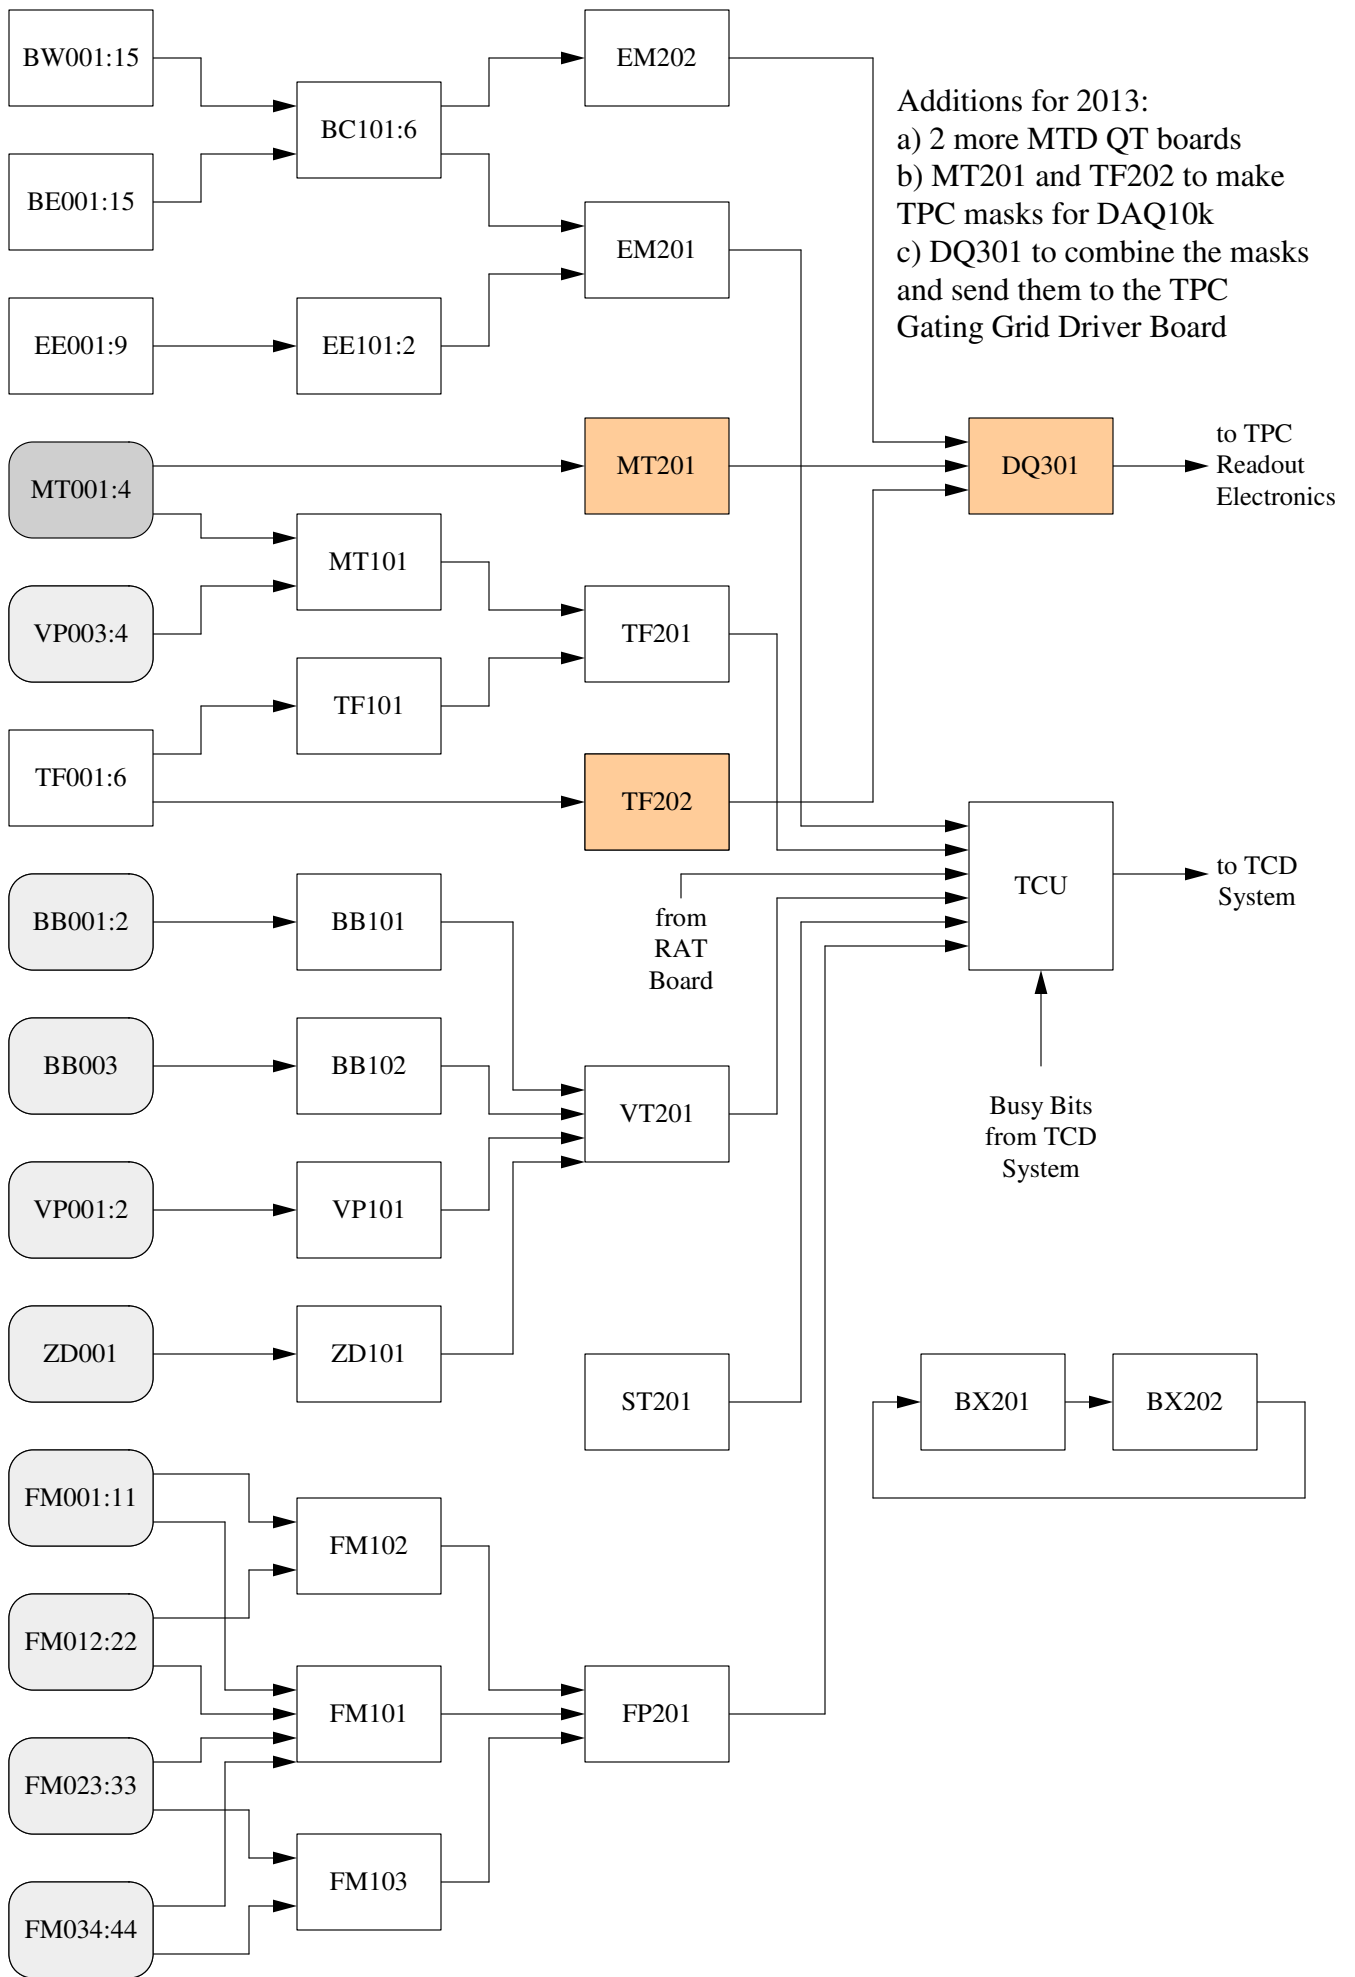 BW001:15
EM202
BC101:6
BE001:15
EM201
EE001:9
EE101:2
Additions for 2013:
a) 2 more MTD QT boards
b) MT201 and TF202 to make
TPC masks for DAQ10k
c) DQ301 to combine the masks
and send them to the TPC
Gating Grid Driver Board
MT001:4
MT201
DQ301
to TPC
Readout
Electronics
MT101
VP003:4
TF201
TF101
TF001:6
TF202
TCU
to TCD
System
from
RAT
Board
BB001:2
BB101
BB003
BB102
VT201
Busy Bits
from TCD
System
VP001:2
VP101
ZD001
ZD101
ST201
BX201
BX202
FM001:11
FM102
FM012:22
FM101
FP201
FM023:33
FM103
FM034:44